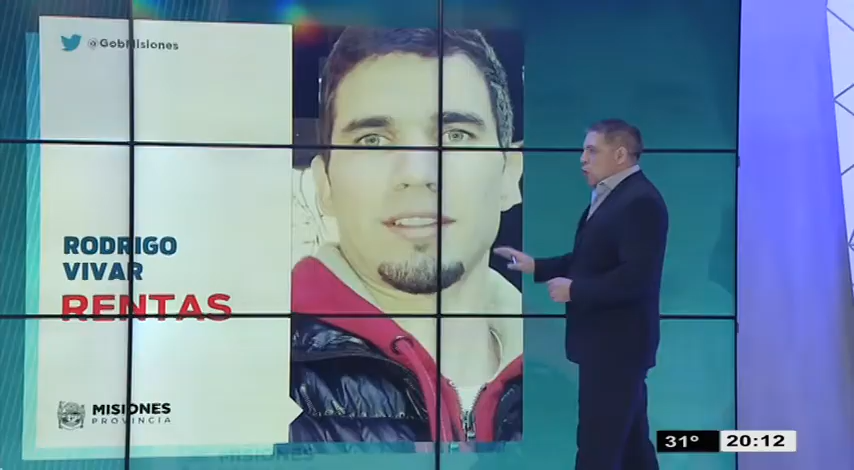 @GobMisiones
RODRIGO
VIVAR
RENTAS
MISIONES
PROVINCIA
31° 20:12